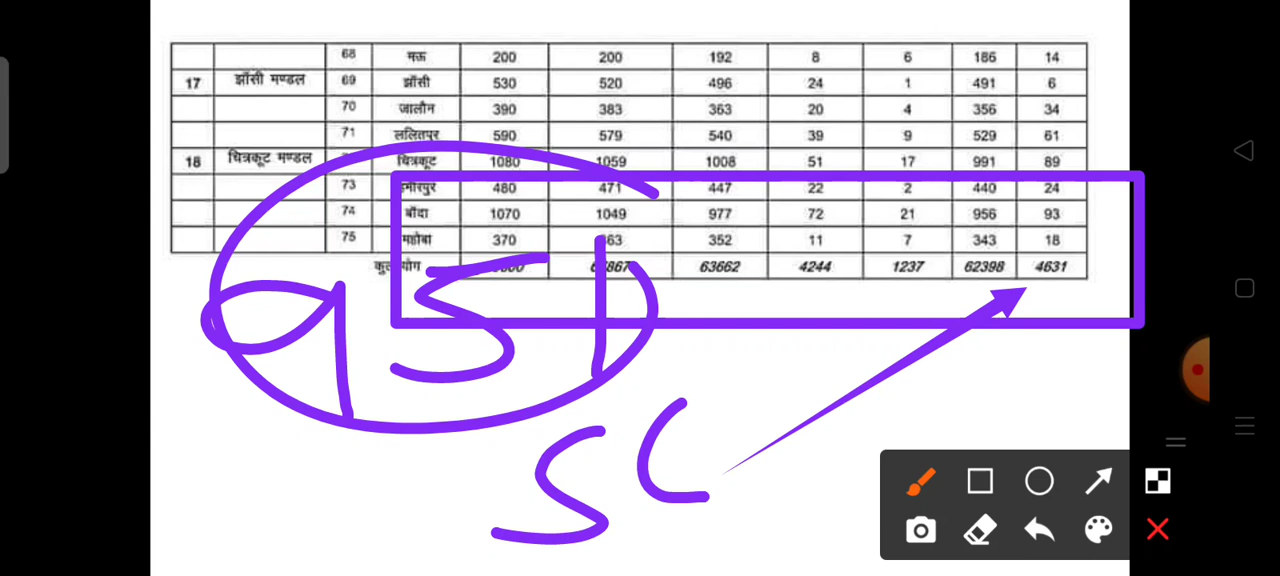 68 मऊ 200 200 192 8 6 186 14
17 झाँसी मण्डल 69 झाँसी 530 520 496 24 1 491 6
70 जालौन 390 383 363 20 4 356 34
71 ललितपुर 590 579 540 39 9 529 61
18 चित्रकूट मण्डल चित्रकूट 1080 1059 1008 51 17 991 89
73 हमीरपुर 480 471 447 22 2 440 24
74 बाँदा 1070 1049 977 72 21 956 93
75 महोबा 370 352 11 7 343 18
कुल योग 63662 4244 1237 62398 4631
951
SC